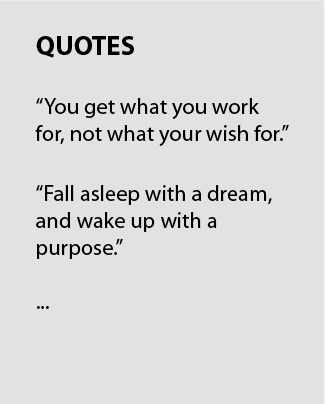 QUOTES
“You get what you work
for, not what your wish for.”
“Fall asleep with a dream,
and wake up with a
purpose.”
...